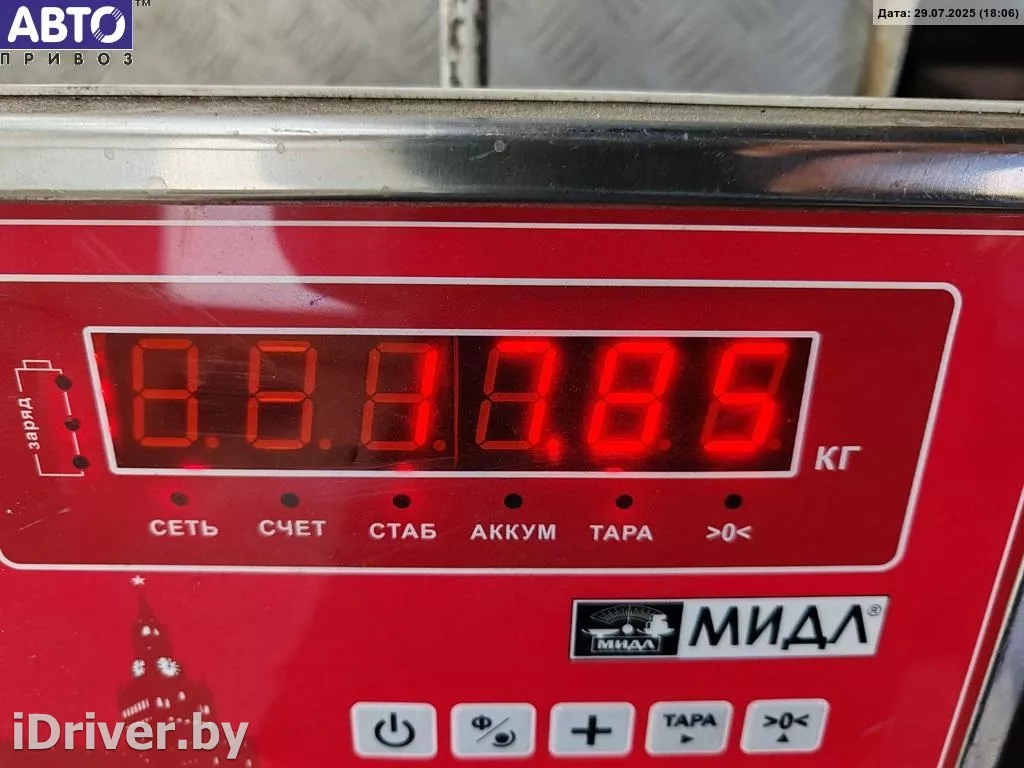 АВТО™
ПРИВОЗ
Дата: 29.07.2025 (18:06)
17.85
КГ
заряд
СЕТЬ СЧЕТ СТАБ АККУМ ТАРА >0<
МИДЛ МИДЛ®
Ф ТАРА >0<
iDriver.by